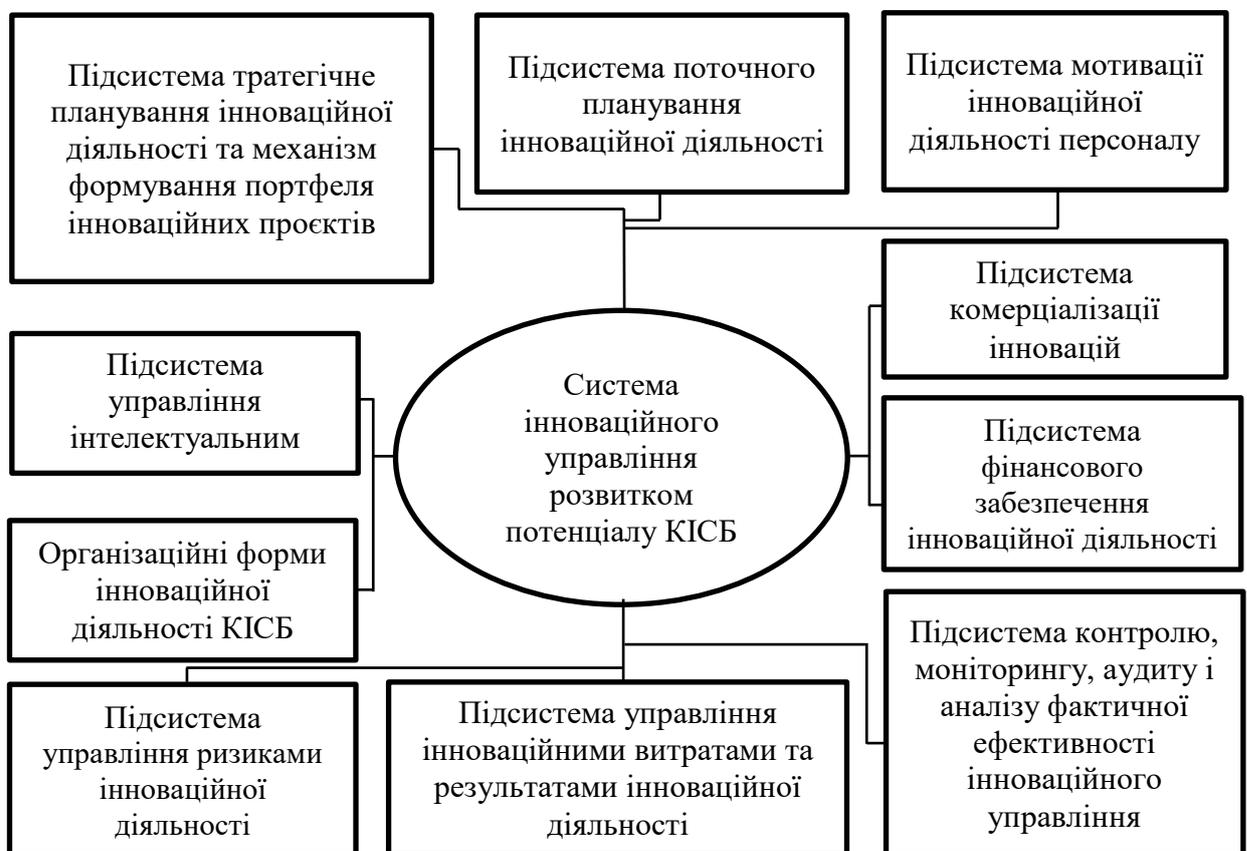 Підсистема тратегічне
планування інноваційної
діяльності та механізм
формування портфеля
інноваційних проєктів
Підсистема поточного
планування
інноваційної діяльності
Підсистема мотивації
інноваційної
діяльності персоналу
Підсистема
комерціалізації
інновацій
Підсистема
управління
інтелектуальним
Система
інноваційного
управління
розвитком
потенціалу КІСБ
Підсистема
фінансового
забезпечення
інноваційної діяльності
Організаційні форми
інноваційної
діяльності КІСБ
Підсистема
управління ризиками
інноваційної
діяльності
Підсистема управління
інноваційними витратами та
результатами інноваційної
діяльності
Підсистема контролю,
моніторингу, аудиту і
аналізу фактичної
ефективності
інноваційного
управління